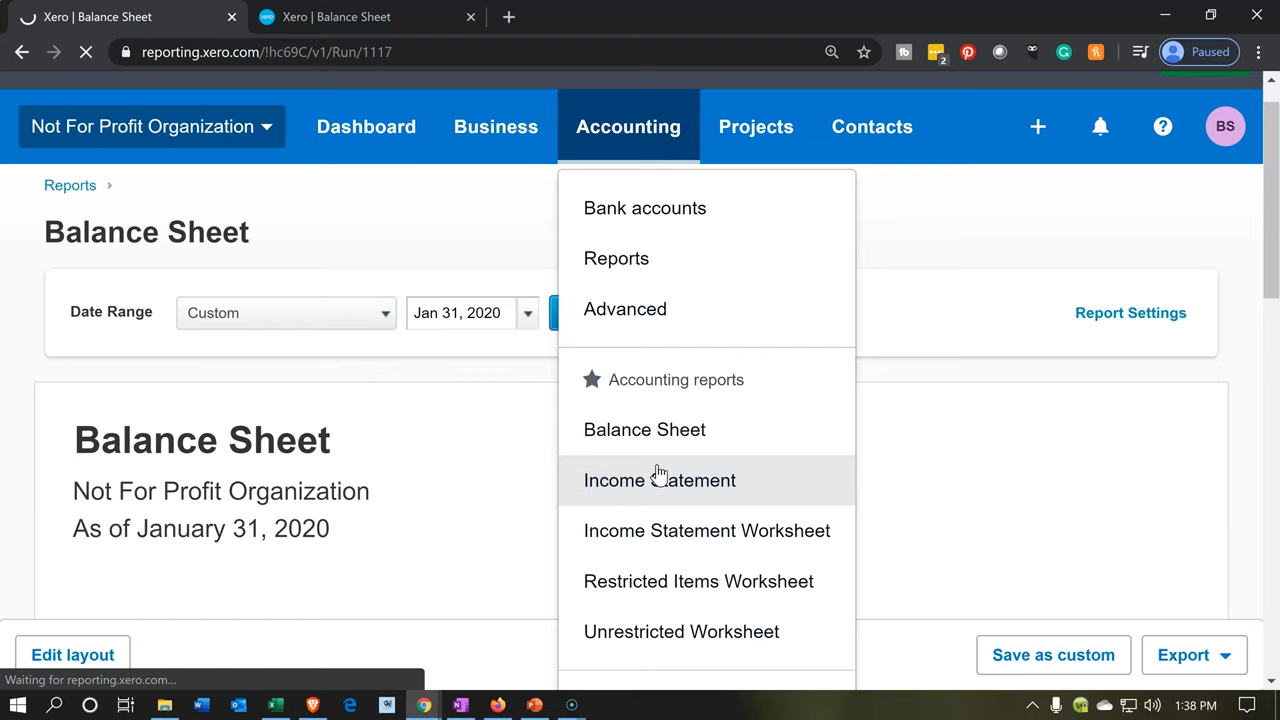 Xero | Balance Sheet
Xero | Balance Sheet
reporting.xero.com/!hc69C/v1/Run/1117
2
Paused
Not For Profit Organization
Dashboard
Business
Accounting
Projects
Contacts
BS
Reports
Balance Sheet
Date Range
Custom
Jan 31, 2020
Report Settings
Bank accounts
Reports
Advanced
Accounting reports
Balance Sheet
Income Statement
Income Statement Worksheet
Restricted Items Worksheet
Unrestricted Worksheet
Balance Sheet
Not For Profit Organization
As of January 31, 2020
Edit layout
Save as custom
Export
Waiting for reporting.xero.com...
1:38 PM